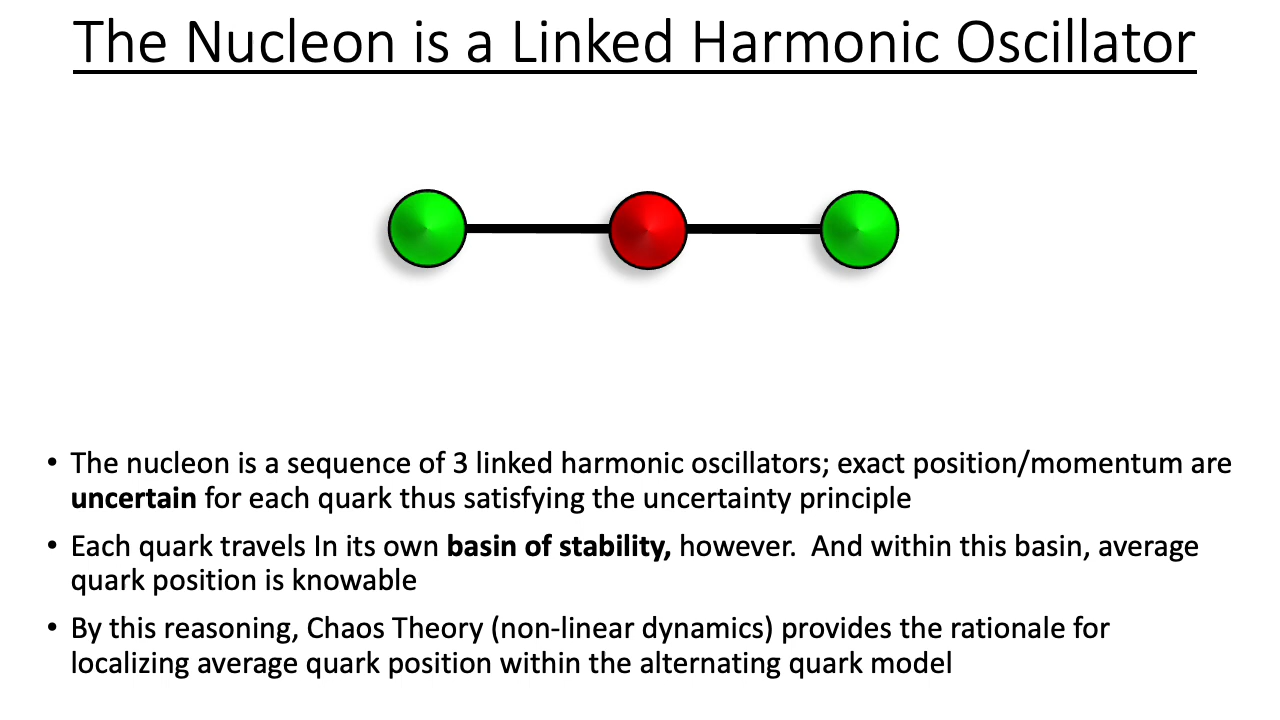 The Nucleon is a Linked Harmonic Oscillator
• The nucleon is a sequence of 3 linked harmonic oscillators; exact position/momentum are
uncertain for each quark thus satisfying the uncertainty principle
• Each quark travels In its own basin of stability, however.  And within this basin, average
quark position is knowable
• By this reasoning, Chaos Theory (non-linear dynamics) provides the rationale for
localizing average quark position within the alternating quark model